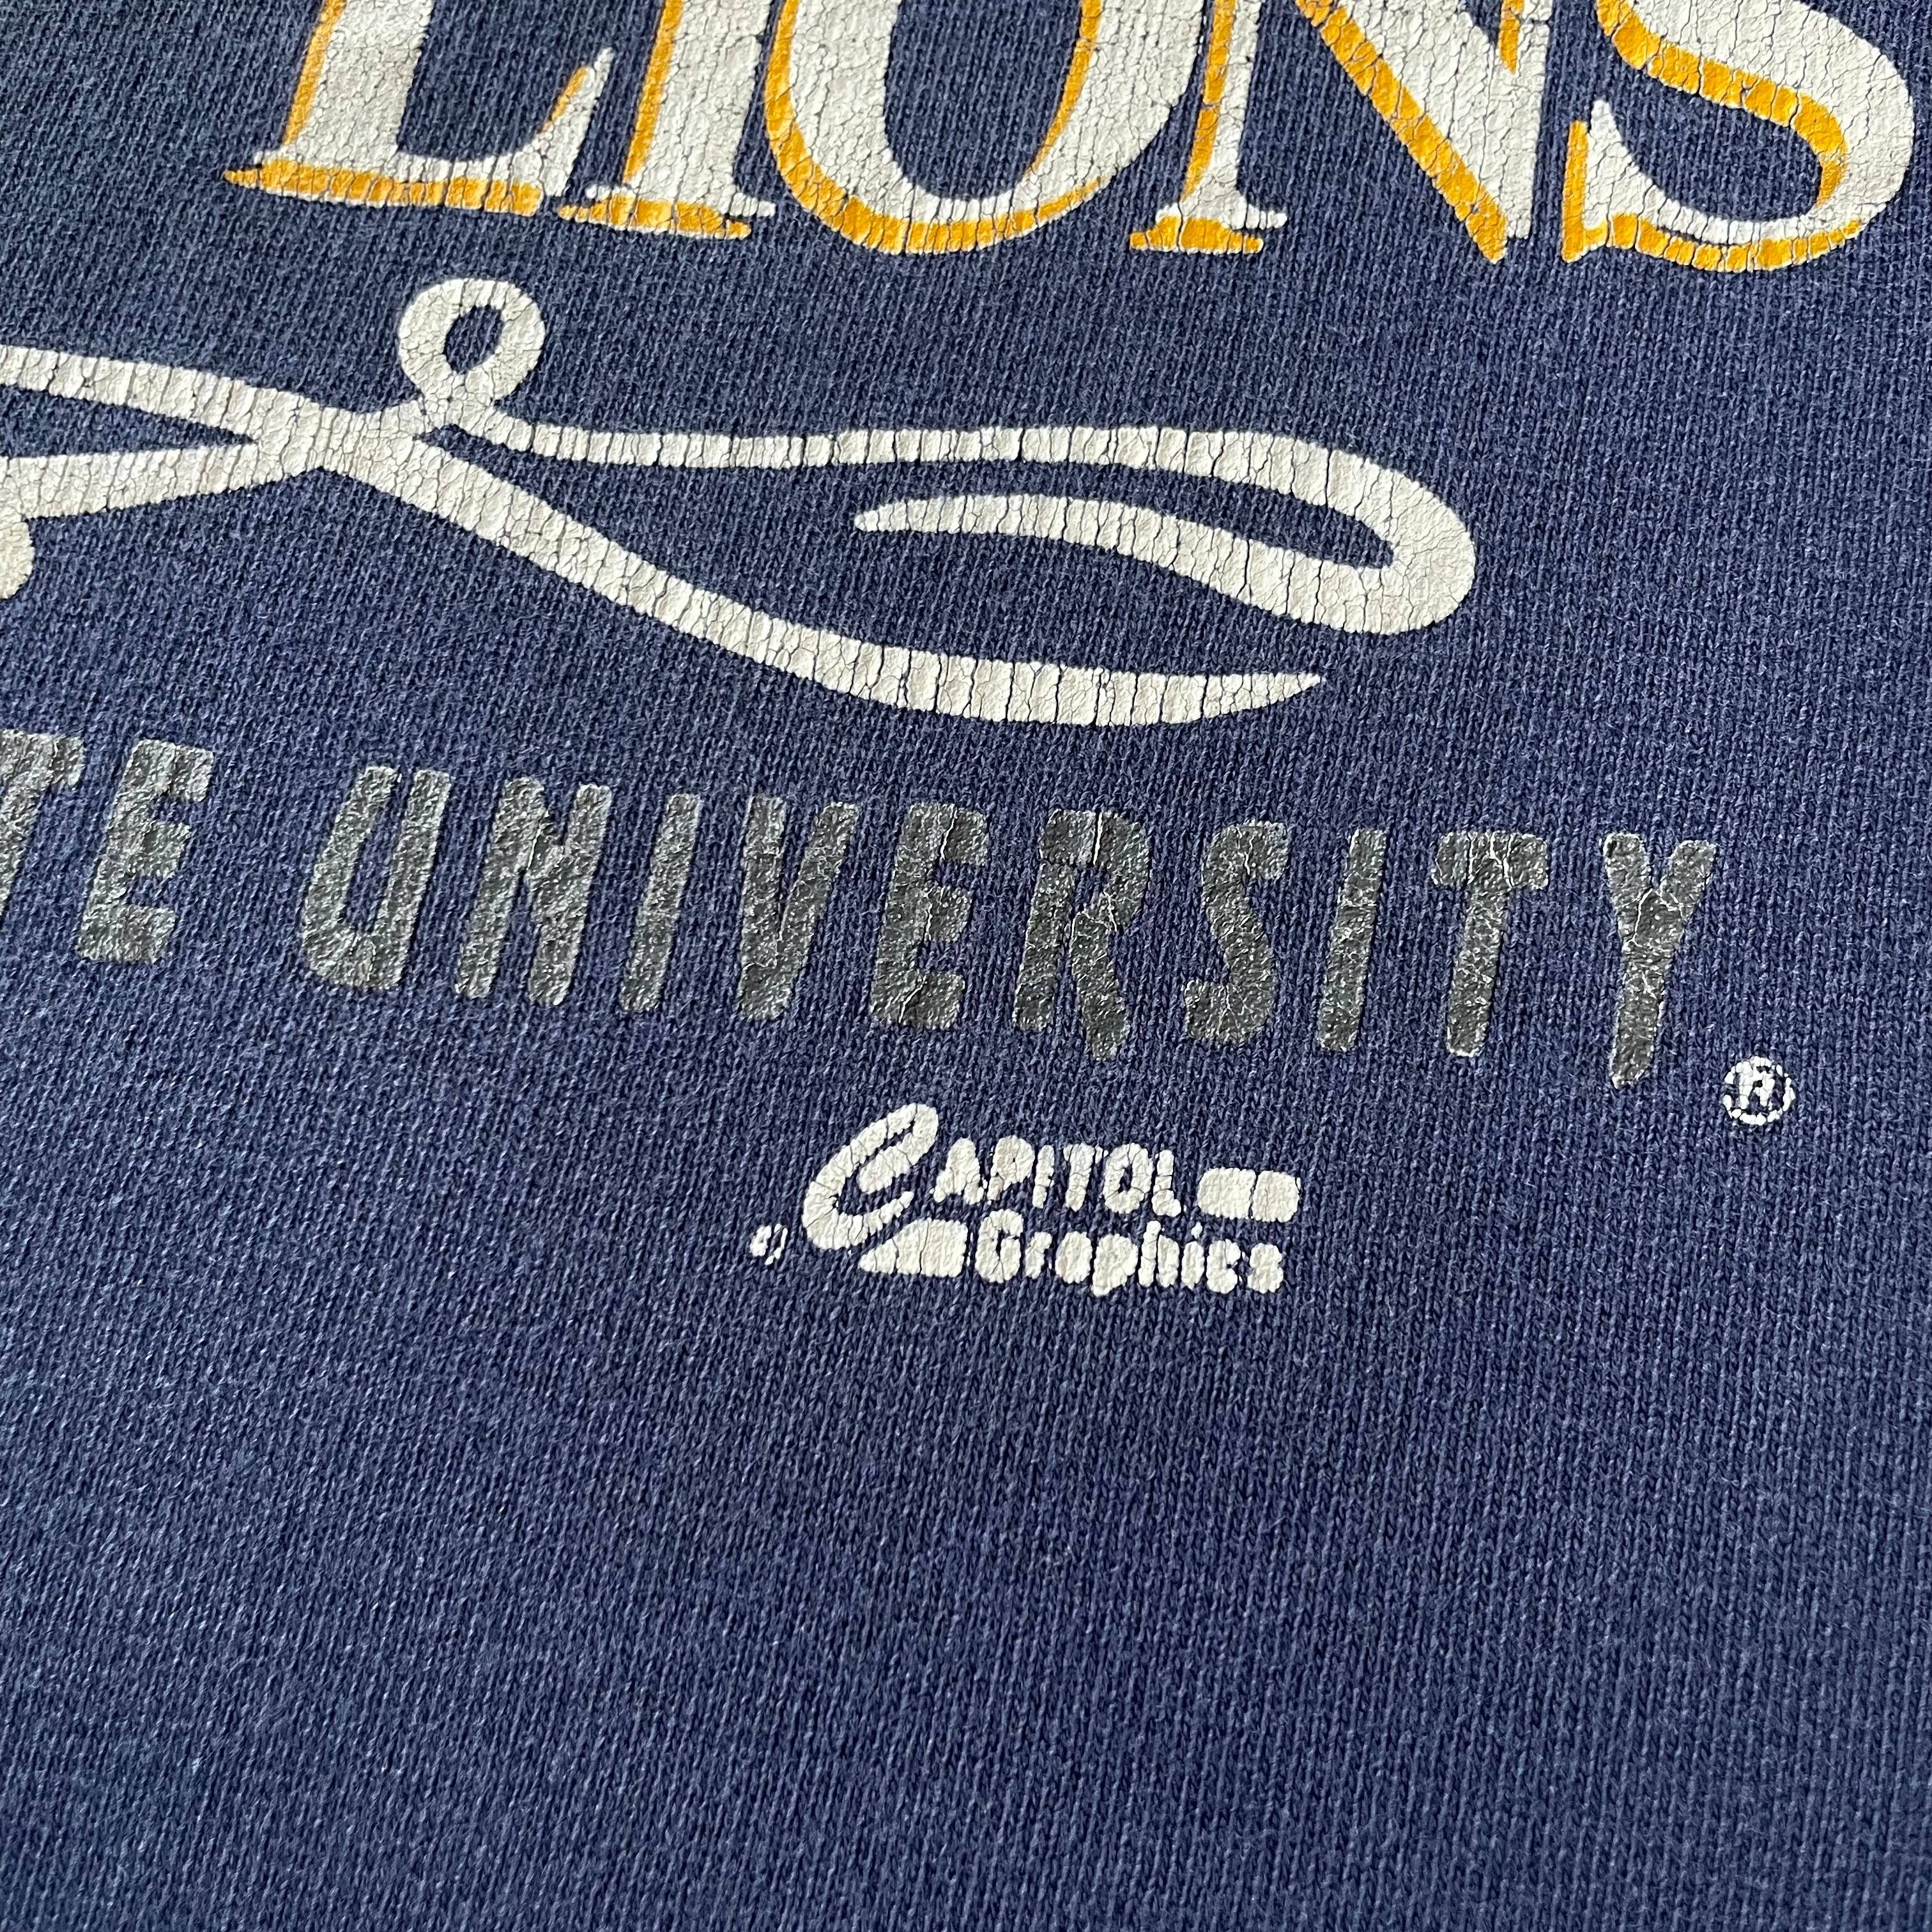 LIONS
TE UNIVERSITY ®
© CAPITOL
Graphics